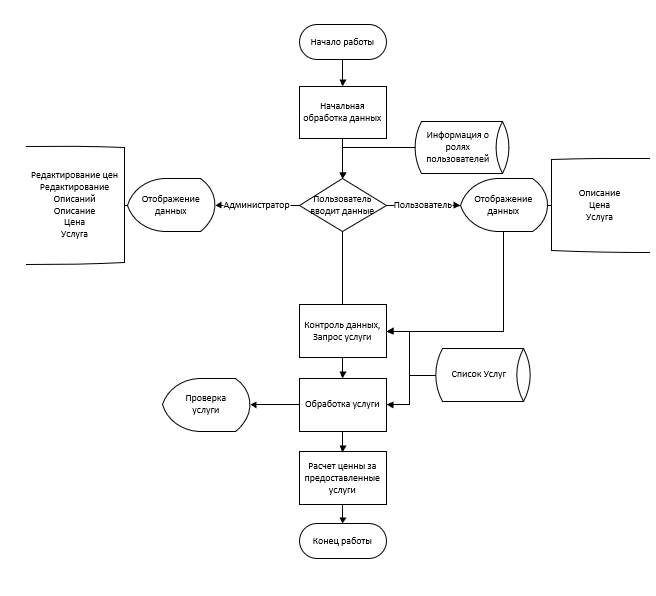 Начало работы
Начальная
обработка данных
Информация о
ролях
пользователей
Редактирование цен
Редактирование
Описаний
Описание
Цена
Услуга
Отображение
данных
Администратор
Пользователь
вводит данные
Пользователь
Отображение
данных
Описание
Цена
Услуга
Контроль данных,
Запрос услуги
Список Услуг
Проверка
услуги
Обработка услуги
Расчет ценны за
предоставленные
услуги
Конец работы